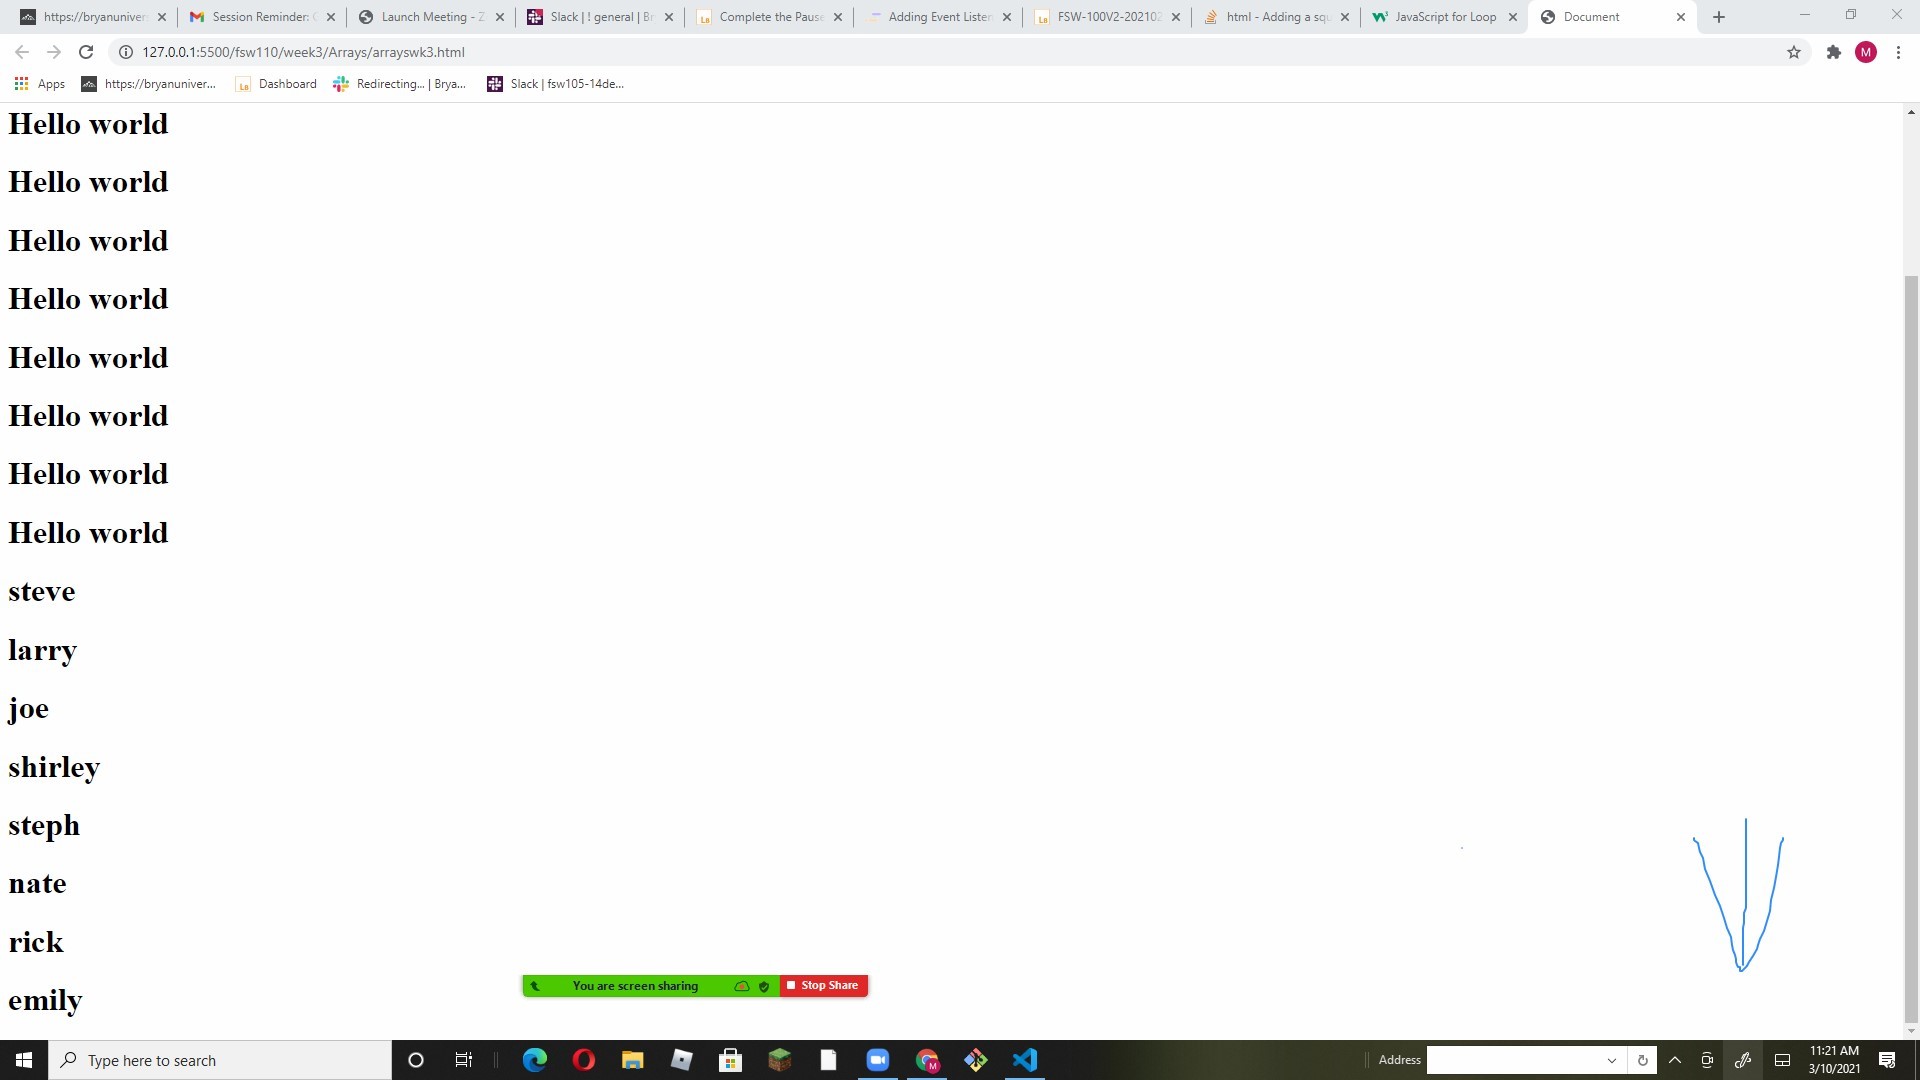 https://bryanuniver
Session Reminder: 
Launch Meeting - Z
Slack | ! general | Br
Complete the Pause
Adding Event Listen
FSW-100V2-202102
html - Adding a squ
JavaScript for Loop
Document
127.0.0.1:5500/fsw110/week3/Arrays/arrayswk3.html
M
Apps
https://bryanuniver...
Dashboard
Redirecting... | Brya...
Slack | fsw105-14de...
Hello world
Hello world
Hello world
Hello world
Hello world
Hello world
Hello world
Hello world
steve
larry
joe
shirley
steph
nate
rick
emily
You are screen sharing
Stop Share
Type here to search
Address
11:21 AM
3/10/2021